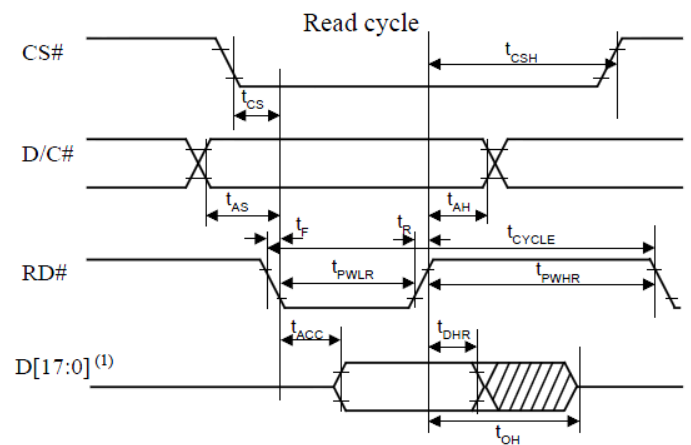 Read cycle
CS#
tCSH
tCS
D/C#
tAS
tF
tR
tAH
tCYCLE
RD#
tPWLR
tPWHR
tACC
tDHR
D[17:0] (1)
tOH